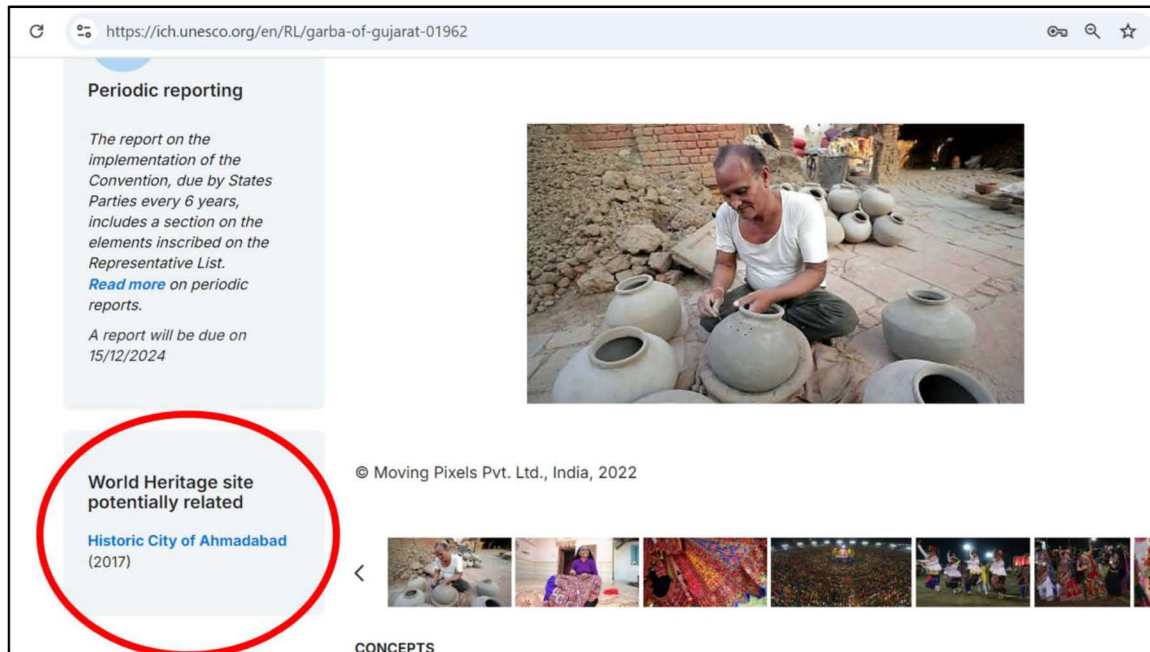 https://ich.unesco.org/en/RL/garba-of-gujarat-01962
Periodic reporting
The report on the
implementation of the
Convention, due by States
Parties every 6 years,
includes a section on the
elements inscribed on the
Representative List.
Read more on periodic
reports.
A report will be due on
15/12/2024
World Heritage site
potentially related
Historic City of Ahmadabad
(2017)
© Moving Pixels Pvt. Ltd., India, 2022
CONCEPTS